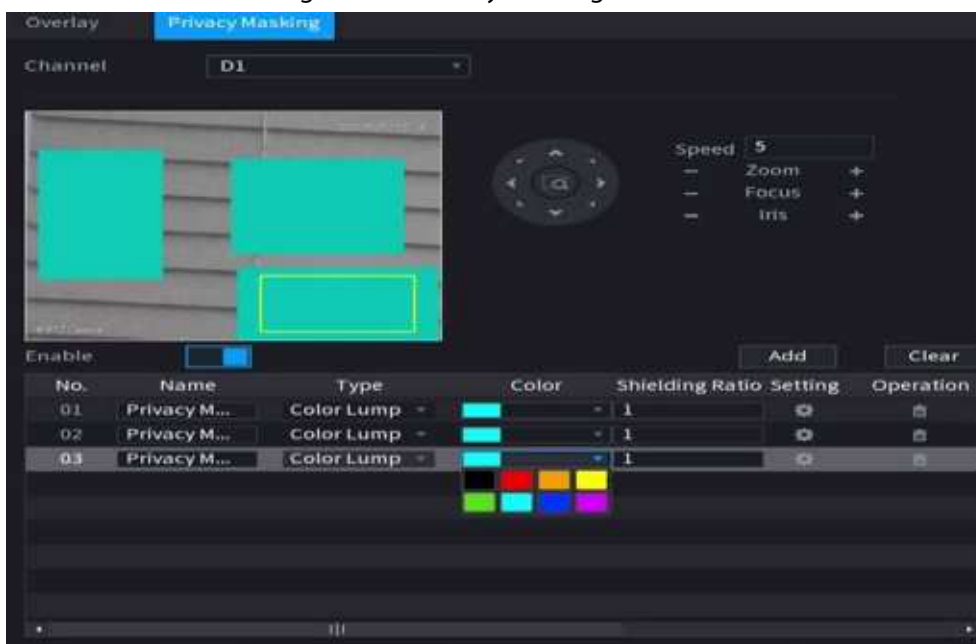 Overlay Privacy Masking
Channel D1
Speed 5
Zoom
Focus
Iris
Enable Add Clear
No. Name Type Color Shielding Ratio Setting Operation
01 Privacy M... Color Lump 1
02 Privacy M... Color Lump 1
03 Privacy M... Color Lump 1